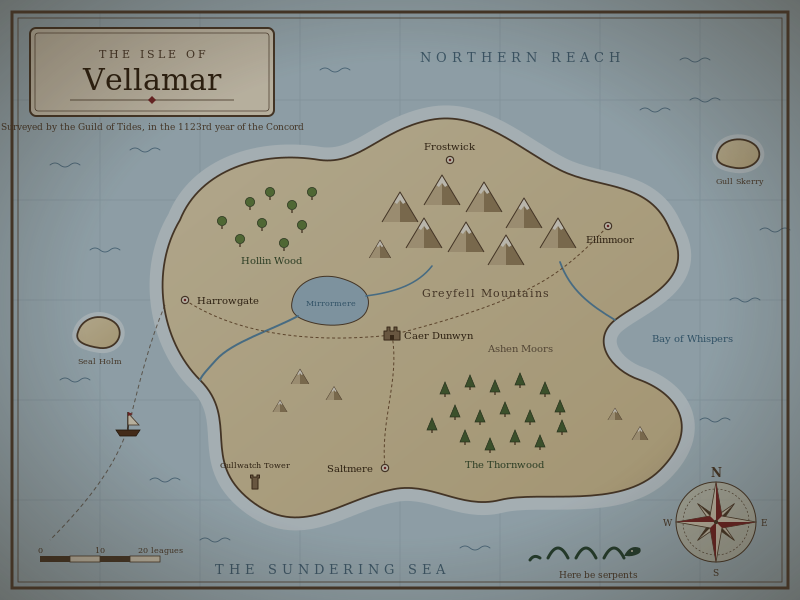 THE ISLE OF
Vellamar
Surveyed by the Guild of Tides, in the 1123rd year of the Concord
NORTHERN REACH
Frostwick
Gull Skerry
Elfinmoor
Hollin Wood
Greyfell Mountains
Harrowgate
Mirrormere
Caer Dunwyn
Bay of Whispers
Ashen Moors
Seal Holm
Gullwatch Tower
Saltmere
The Thornwood
N
W
E
S
0 10 20 leagues
THE SUNDERING SEA
Here be serpents